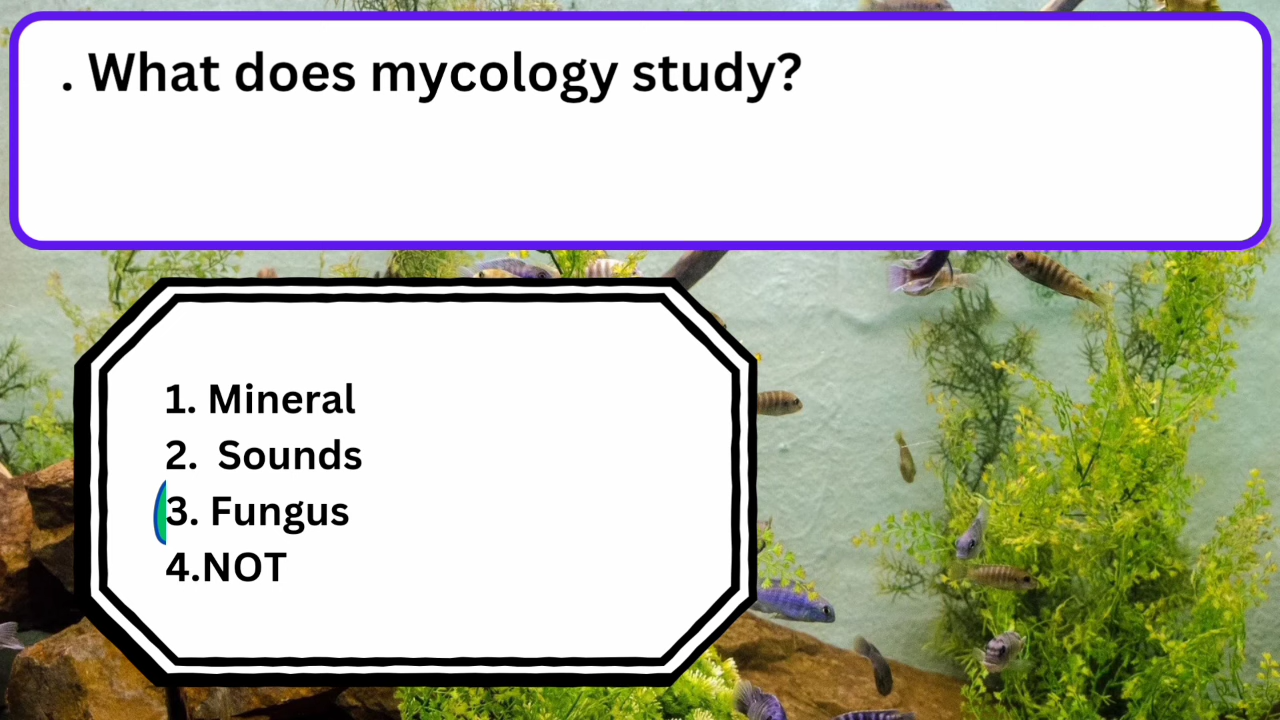 . What does mycology study?
1. Mineral
2. Sounds
3. Fungus
4.NOT